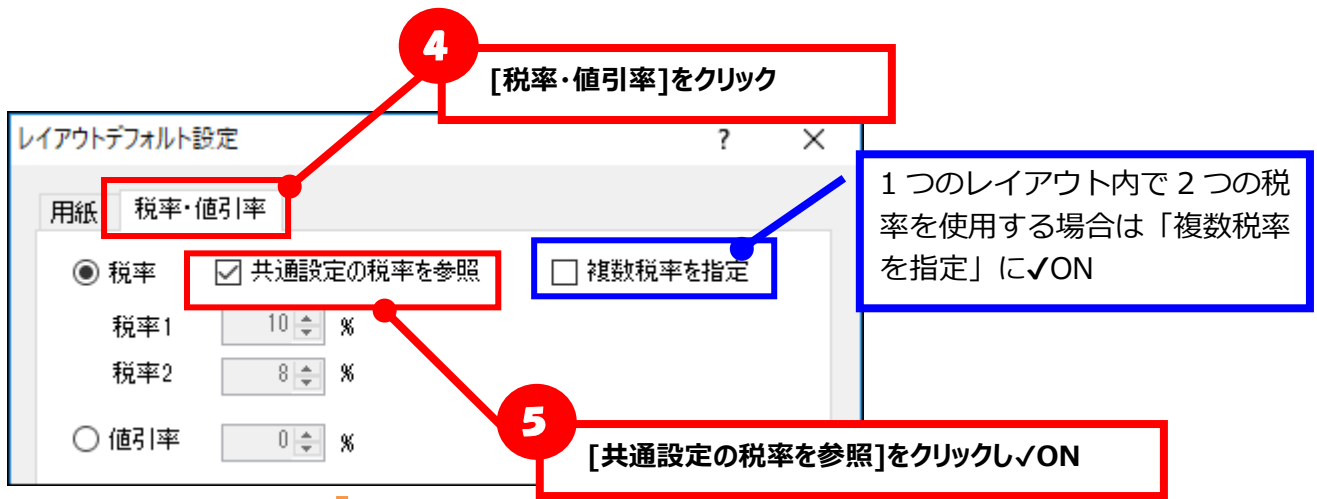 4
[税率・値引率]をクリック
レイアウトデフォルト設定 ? ×
用紙 税率・値引率
税率 共通設定の税率を参照 複数税率を指定
税率1 10 %
税率2 8 %
値引率 0 %
1つのレイアウト内で2つの税
率を使用する場合は「複数税率
を指定」に✓ON
5
[共通設定の税率を参照]をクリックし✓ON